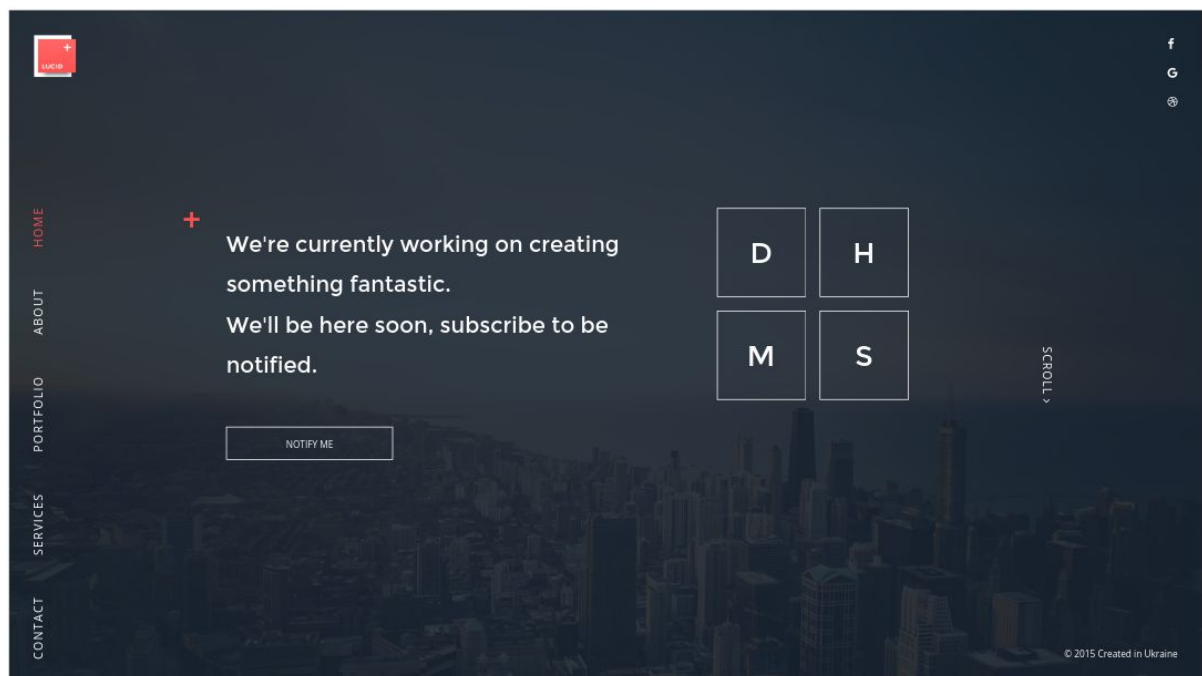 +
LUCID
HOME
ABOUT
PORTFOLIO
SERVICES
CONTACT
+
We're currently working on creating
something fantastic.
We'll be here soon, subscribe to be
notified.
NOTIFY ME
D
H
M
S
SCROLL >
f
G
© 2015 Created in Ukraine